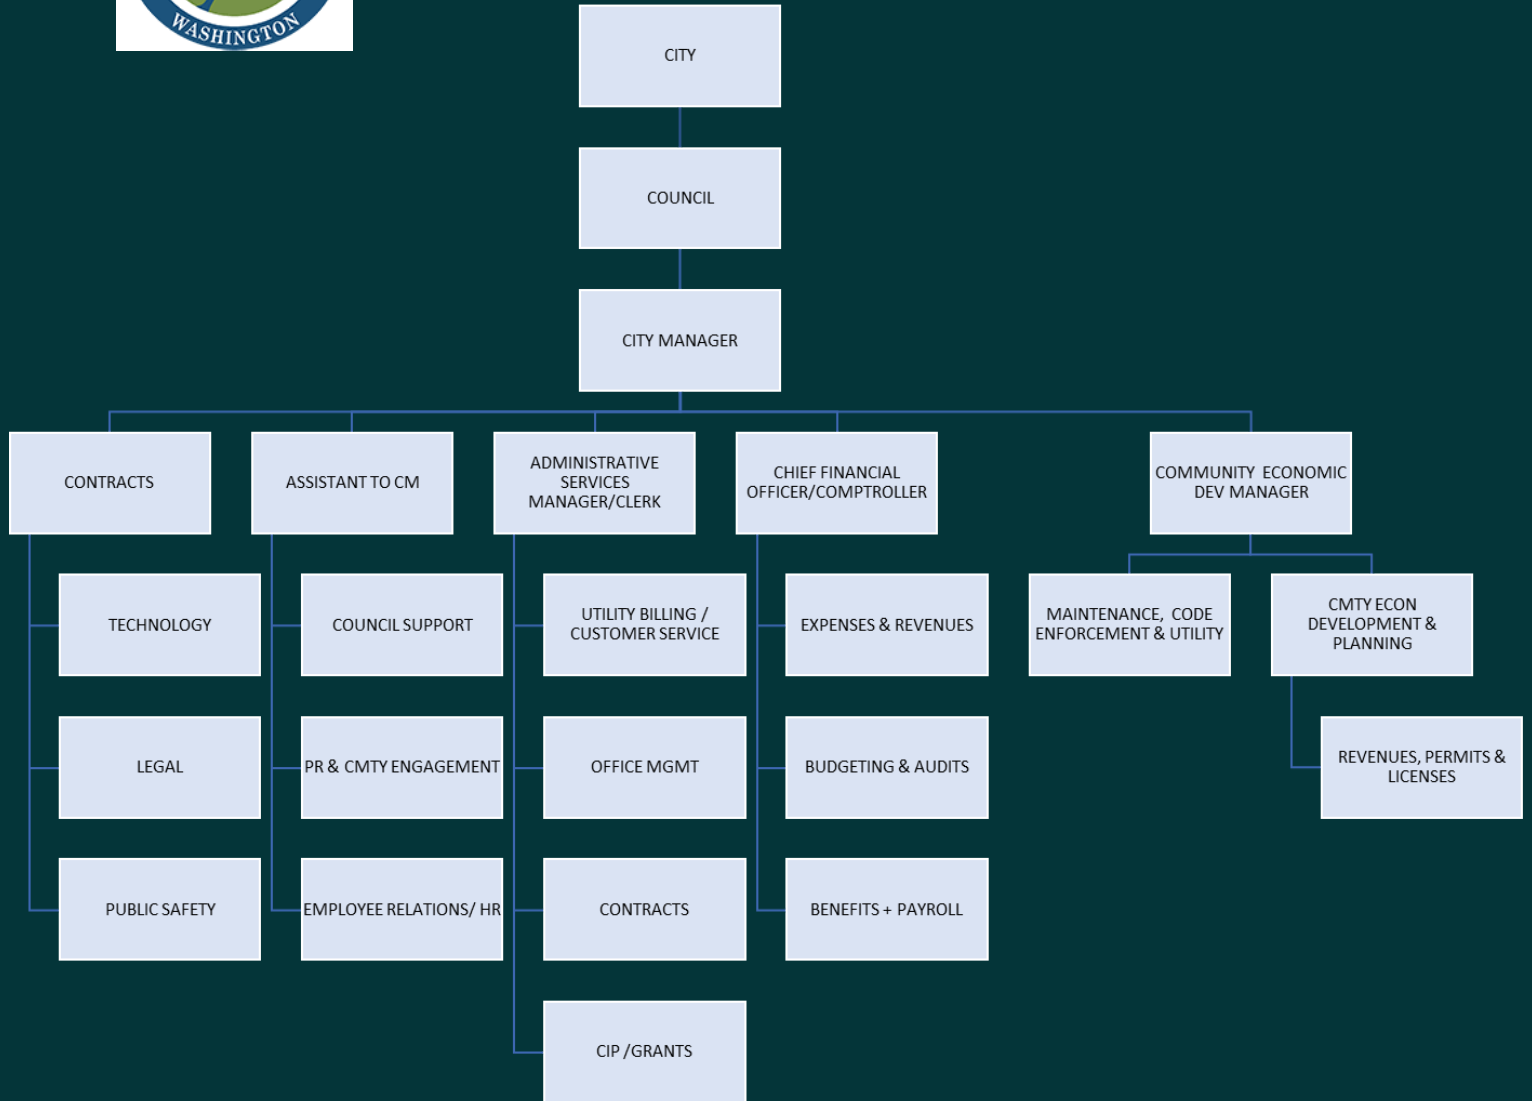 WASHINGTON
CITY
COUNCIL
CITY MANAGER
CONTRACTS
ASSISTANT TO CM
ADMINISTRATIVE
SERVICES
MANAGER/CLERK
CHIEF FINANCIAL
OFFICER/COMPTROLLER
COMMUNITY ECONOMIC
DEV MANAGER
TECHNOLOGY
LEGAL
PUBLIC SAFETY
COUNCIL SUPPORT
PR & CMTY ENGAGEMENT
EMPLOYEE RELATIONS/ HR
UTILITY BILLING /
CUSTOMER SERVICE
OFFICE MGMT
CONTRACTS
CIP /GRANTS
EXPENSES & REVENUES
BUDGETING & AUDITS
BENEFITS + PAYROLL
MAINTENANCE, CODE
ENFORCEMENT & UTILITY
CMTY ECON
DEVELOPMENT &
PLANNING
REVENUES, PERMITS &
LICENSES